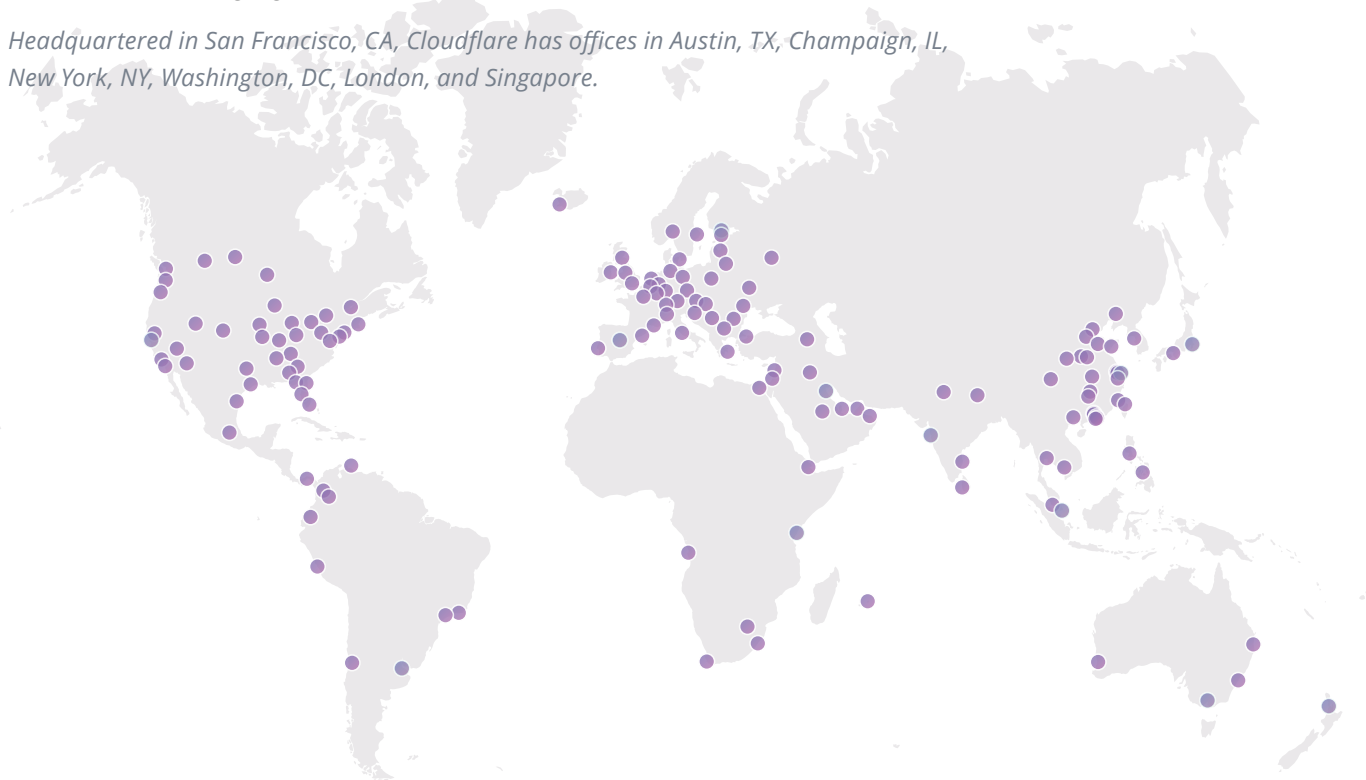 Headquartered in San Francisco, CA, Cloudflare has offices in Austin, TX, Champaign, IL,
New York, NY, Washington, DC, London, and Singapore.